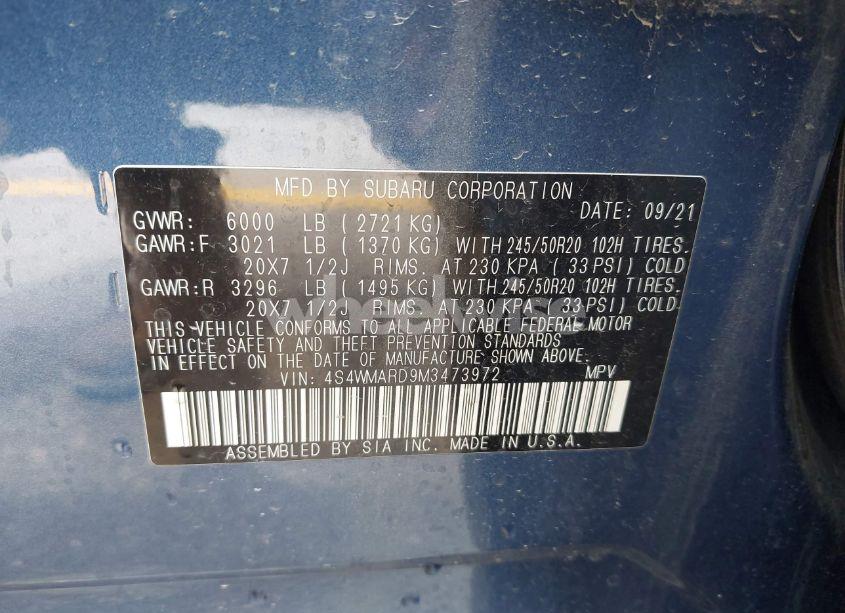 MFD BY SUBARU CORPORATION
DATE: 09/21
GVWR: 6000 LB ( 2721 KG)
GAWR:F 3021 LB ( 1370 KG) WITH 245/50R20 102H TIRES.
20X7 1/2J RIMS. AT 230 KPA ( 33 PSI) COLD
GAWR:R 3296 LB ( 1495 KG) WITH 245/50R20 102H TIRES.
20X7 1/2J RIMS. AT 230 KPA ( 33 PSI) COLD
THIS VEHICLE CONFORMS TO ALL APPLICABLE FEDERAL MOTOR
VEHICLE SAFETY AND THEFT PREVENTION STANDARDS
IN EFFECT ON THE DATE OF MANUFACTURE SHOWN ABOVE.
VIN: 4S4WMARD9M3473972 MPV
ASSEMBLED BY SIA INC. MADE IN U.S.A.